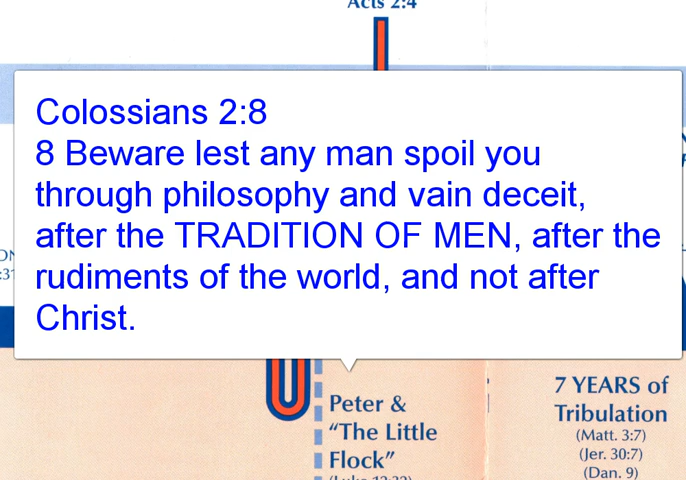 Acts 2:4
Colossians 2:8
8 Beware lest any man spoil you
through philosophy and vain deceit,
after the TRADITION OF MEN, after the
rudiments of the world, and not after
Christ.
Peter &
“The Little
Flock”
7 YEARS of
Tribulation
(Matt. 3:7)
(Jer. 30:7)
(Dan. 9)